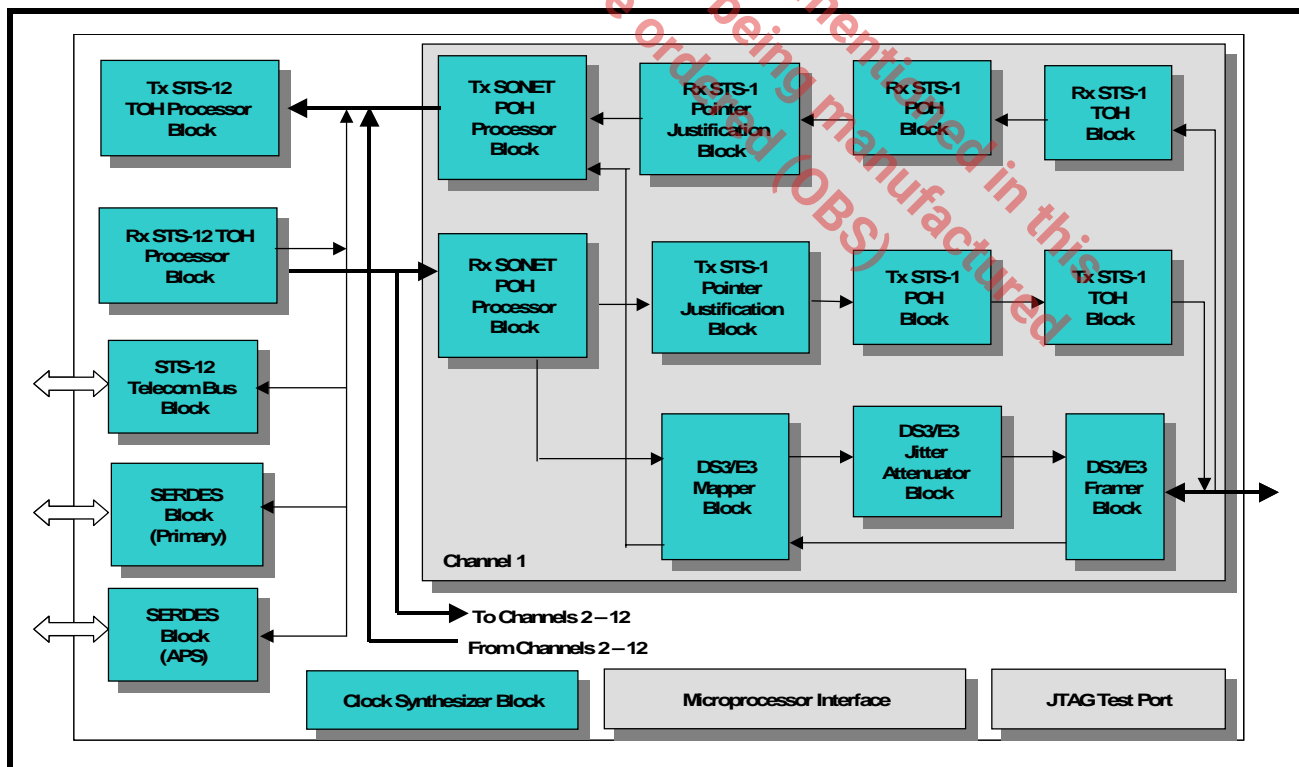 mentioned in this
being manufactured
e ordered (OBS)
Tx STS-12
TOH Processor
Block
Tx SONET
POH
Processor
Block
Rx STS-1
Pointer
Justification
Block
Rx STS-1
POH
Block
Rx STS-1
TOH
Block
Rx STS-12 TOH
Processor
Block
Rx SONET
POH
Processor
Block
Tx STS-1
Pointer
Justification
Block
Tx STS-1
POH
Block
Tx STS-1
TOH
Block
STS-12
Telecom Bus
Block
DS3/E3
Mapper
Block
DS3/E3
Jitter
Attenuator
Block
DS3/E3
Framer
Block
SERDES
Block
(Primary)
Channel 1
SERDES
Block
(APS)
To Channels 2 – 12
From Channels 2 – 12
Clock Synthesizer Block
Microprocessor Interface
JTAG Test Port